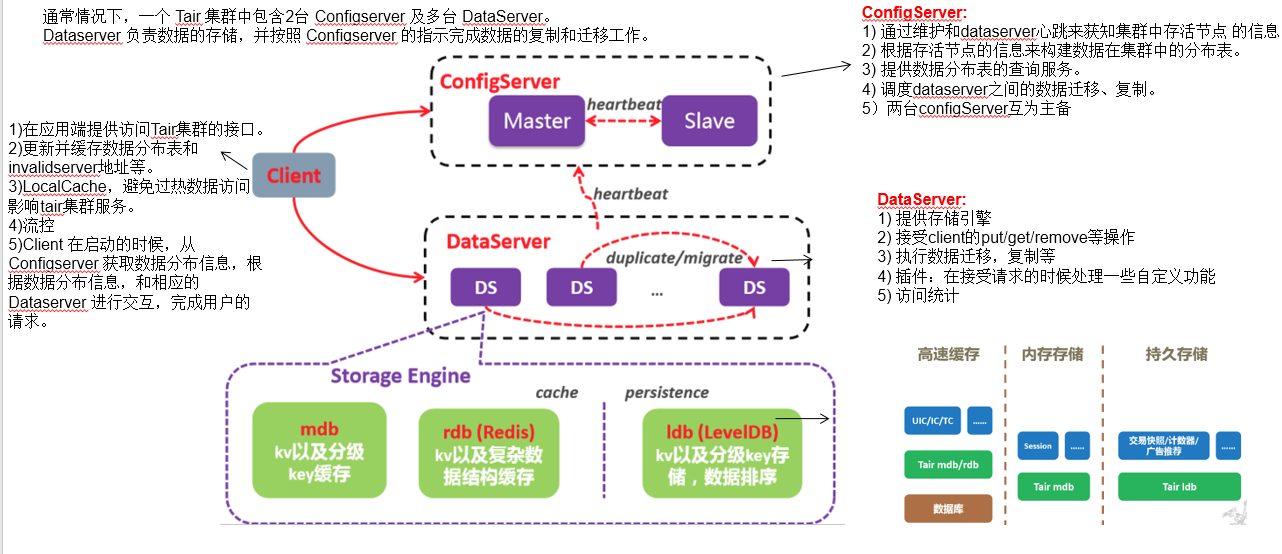 通常情况下，一个 Tair 集群中包含2台 Configserver 及多台 DataServer。
Dataserver 负责数据的存储，并按照 Configserver 的指示完成数据的复制和迁移工作。
ConfigServer:
1) 通过维护和dataserver心跳来获知集群中存活节点 的信息
2) 根据存活节点的信息来构建数据在集群中的分布表。
3) 提供数据分布表的查询服务。
4) 调度dataserver之间的数据迁移、复制。
5）两台configServer互为主备
ConfigServer
heartbeat
Master
Slave
1)在应用端提供访问Tair集群的接口。
2)更新并缓存数据分布表和
invalidserver地址等。
3)LocalCache，避免过热数据访问
影响tair集群服务。
4)流控
5)Client 在启动的时候，从
Configserver 获取数据分布信息，根
据数据分布信息，和相应的
Dataserver 进行交互，完成用户的
请求。
Client
heartbeat
DataServer
duplicate/migrate
DS
DS
...
DS
DataServer:
1) 提供存储引擎
2) 接受client的put/get/remove等操作
3) 执行数据迁移，复制等
4) 插件：在接受请求的时候处理一些自定义功能
5) 访问统计
Storage Engine
cache
persistence
mdb
kv以及分级
key缓存
rdb (Redis)
kv以及复杂数
据结构缓存
ldb (LevelDB)
kv以及分级key存
储，数据排序
高速缓存
内存存储
持久存储
UIC/IC/TC
......
Session
......
交易快照/计数器/
广告推荐
......
Tair mdb/rdb
Tair mdb
Tair ldb
数据库